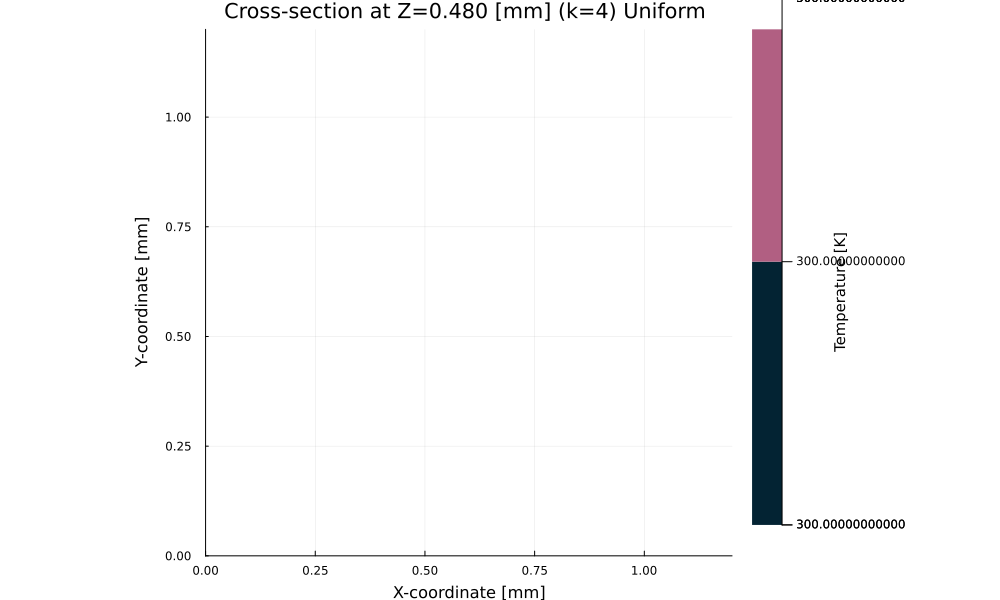 Cross-section at Z=0.480 [mm] (k=4) Uniform
1.00
0.75
0.50
0.25
0.00
Y-coordinate [mm]
0.00 0.25 0.50 0.75 1.00
X-coordinate [mm]
300.00000000000
300.00000000000
Temperature [K]